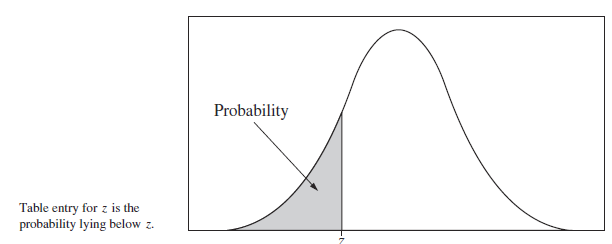 Probability
Table entry for z is the
probability lying below z.
z